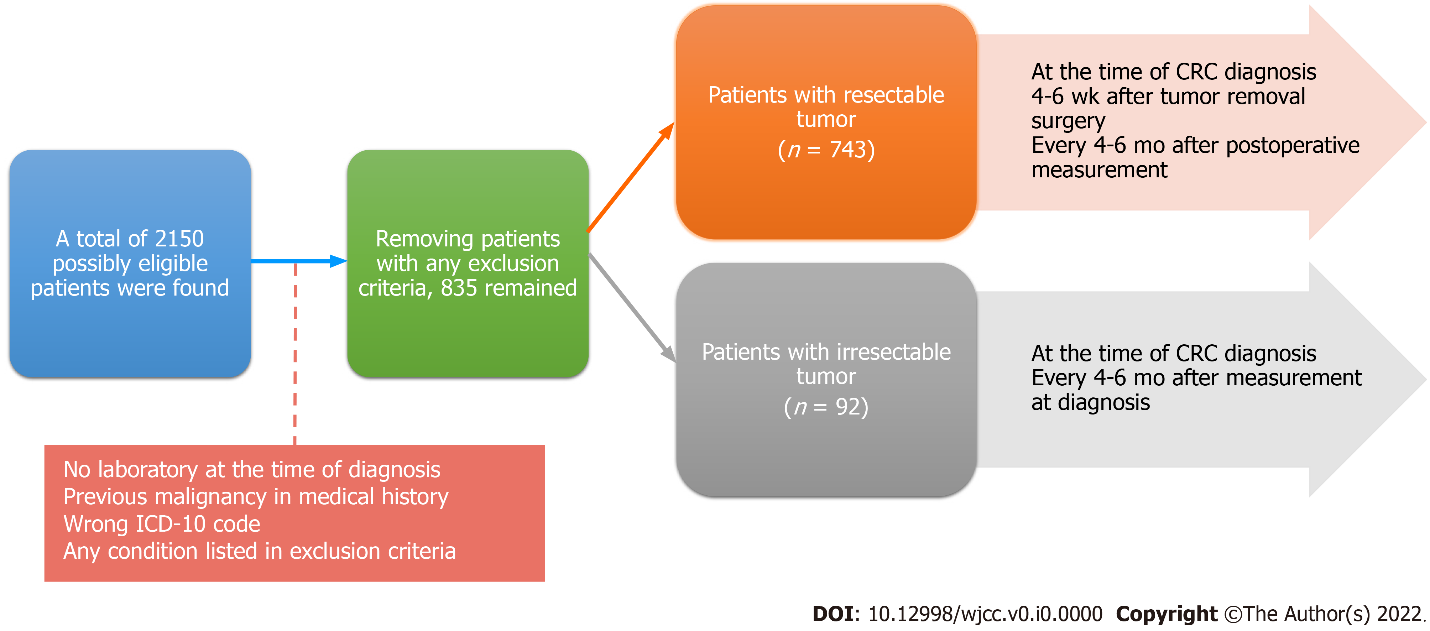 A total of 2150
possibly eligible
patients were found
Removing patients
with any exclusion
criteria, 835 remained
No laboratory at the time of diagnosis
Previous malignancy in medical history
Wrong ICD-10 code
Any condition listed in exclusion criteria
Patients with resectable
tumor
(n = 743)
At the time of CRC diagnosis
4-6 wk after tumor removal
surgery
Every 4-6 mo after postoperative
measurement
Patients with irresectable
tumor
(n = 92)
At the time of CRC diagnosis
Every 4-6 mo after measurement
at diagnosis
DOI: 10.12998/wjcc.v0.i0.0000 Copyright ©The Author(s) 2022.